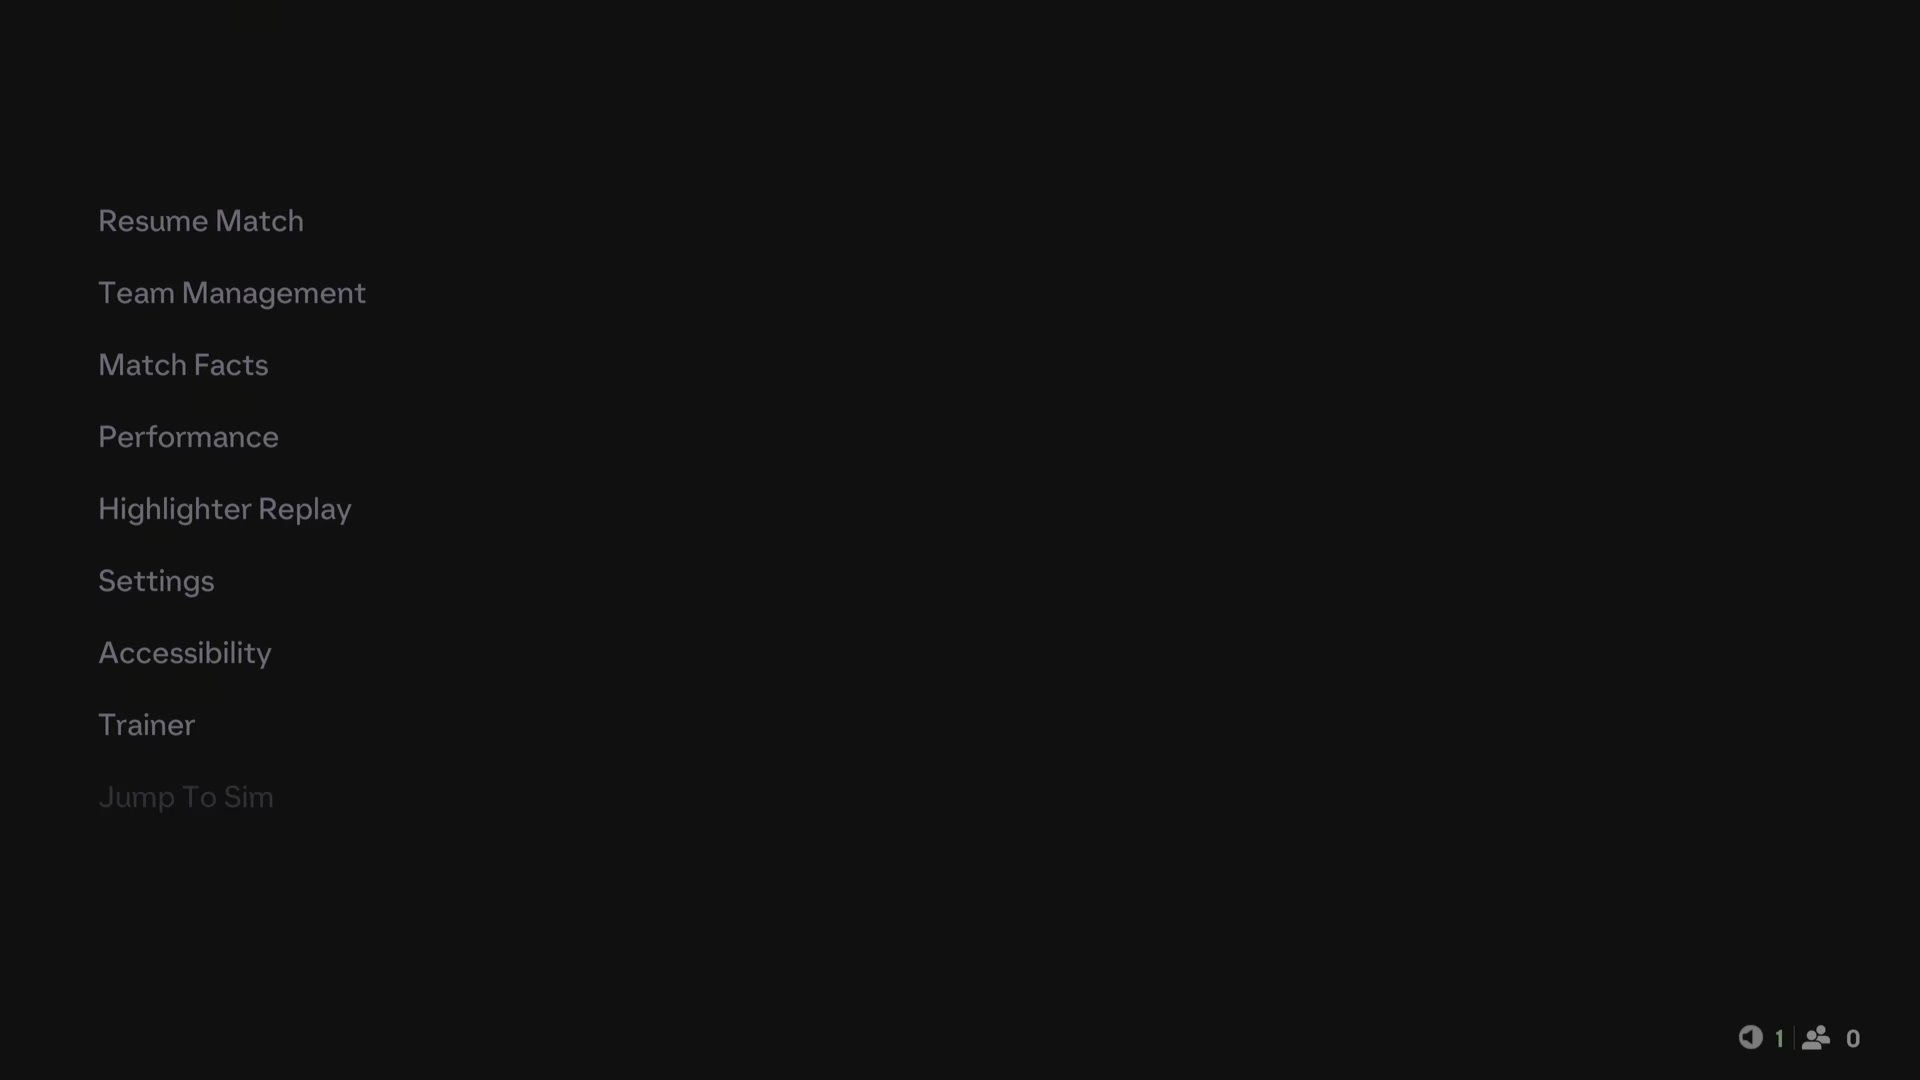 Resume Match
Team Management
Match Facts
Performance
Highlighter Replay
Settings
Accessibility
Trainer
Jump To Sim
1 0